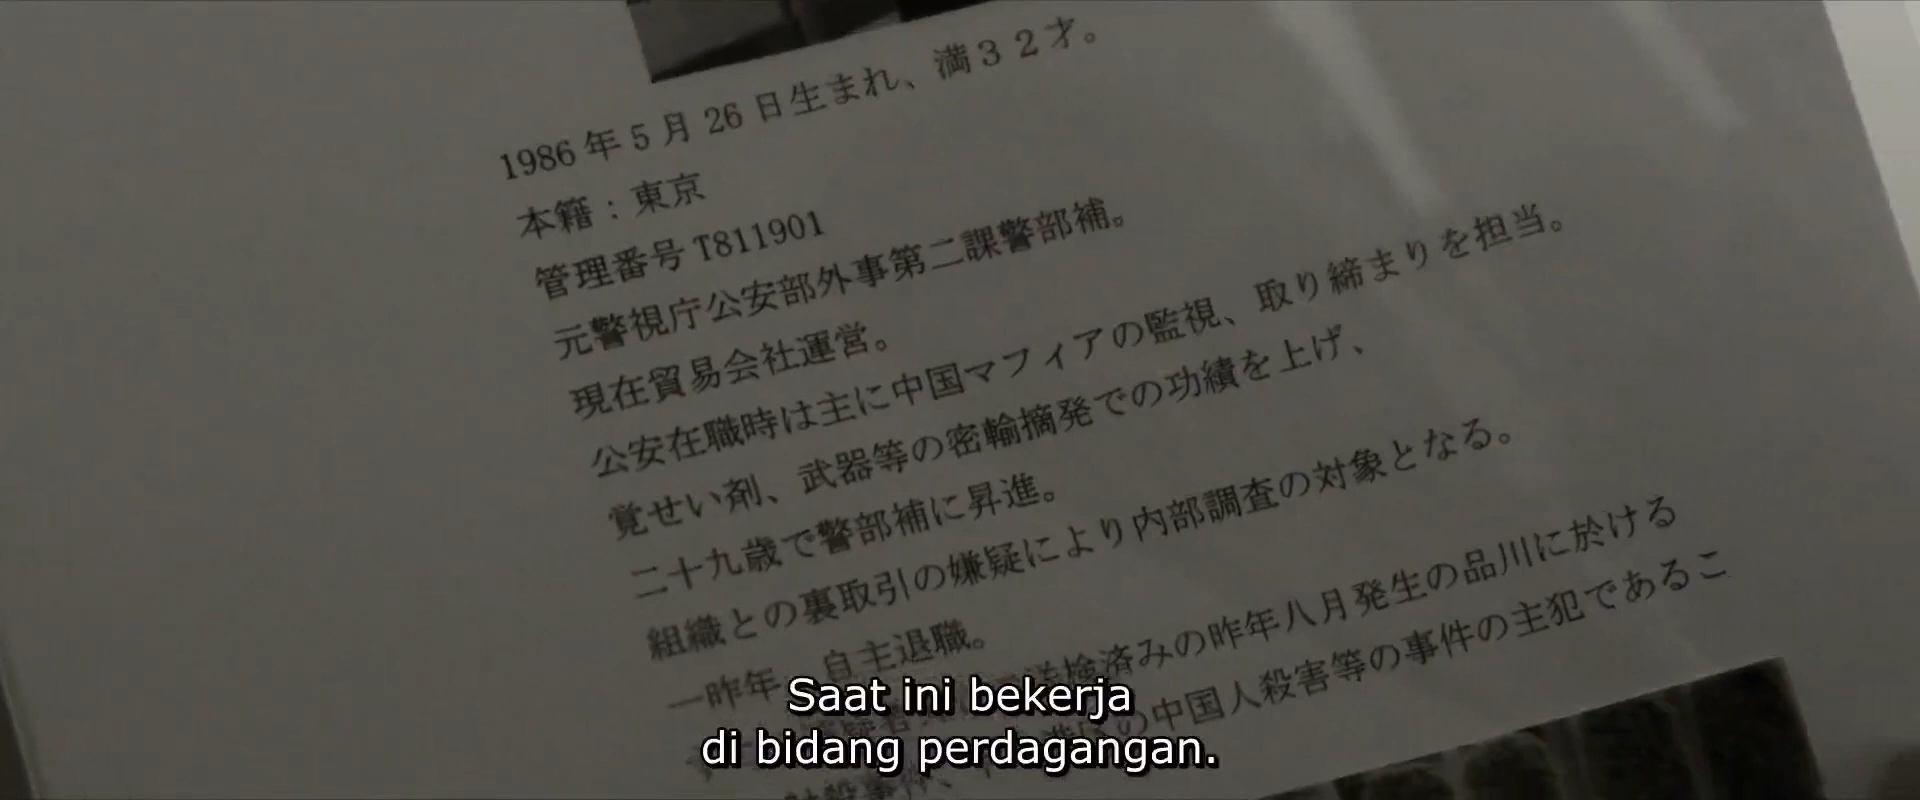 1986年5月26日生まれ、満32才。
本籍：東京
管理番号T811901
元警視庁公安部外事第二課警部補。
現在貿易会社運営。
公安在職時は主に中国マフィアの監視、取り締まりを担当。
覚せい剤、武器等の密輸摘発での功績を上げ、
二十九歳で警部補に昇進。
組織との裏取引の嫌疑により内部調査の対象となる。
一昨年、自主退職。
送検済みの昨年八月発生の品川に於ける
の中国人殺害等の事件の主犯であるこ
Saat ini bekerja
di bidang perdagangan.